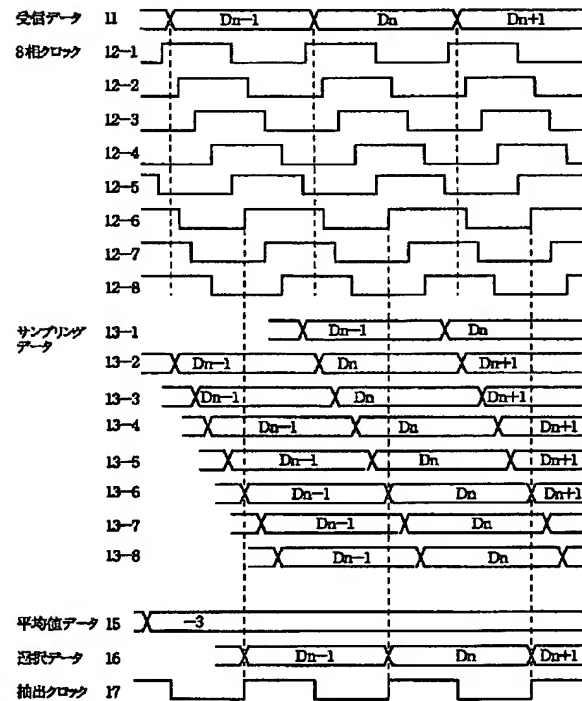 受信データ 11 Dn−1 Dn Dn+1
8相クロック 12−1
12−2
12−3
12−4
12−5
12−6
12−7
12−8
サンプリング
データ
13−1 Dn−1 Dn
13−2 Dn−1 Dn Dn+1
13−3 Dn−1 Dn Dn+1
13−4 Dn−1 Dn Dn+1
13−5 Dn−1 Dn Dn+1
13−6 Dn−1 Dn Dn+1
13−7 Dn−1 Dn
13−8 Dn−1 Dn
平均値データ 15 −3
選択データ 16 Dn−1 Dn Dn+1
抽出クロック 17